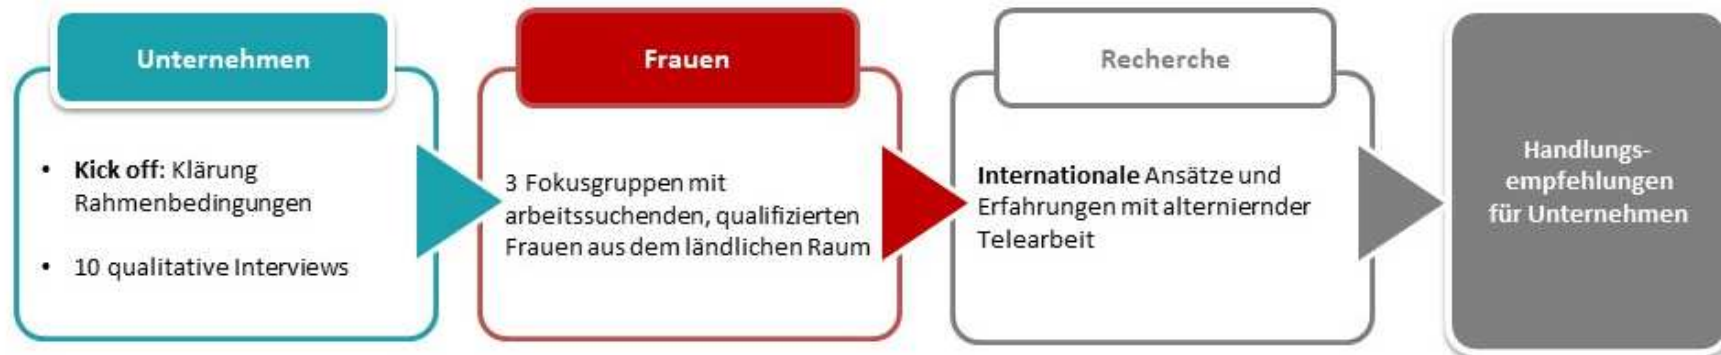 Unternehmen
• Kick off: Klärung
Rahmenbedingungen
• 10 qualitative Interviews
Frauen
3 Fokusgruppen mit
arbeitssuchenden, qualifizierten
Frauen aus dem ländlichen Raum
Recherche
Internationale Ansätze und
Erfahrungen mit alterniernder
Telearbeit
Handlungs-
empfehlungen
für Unternehmen